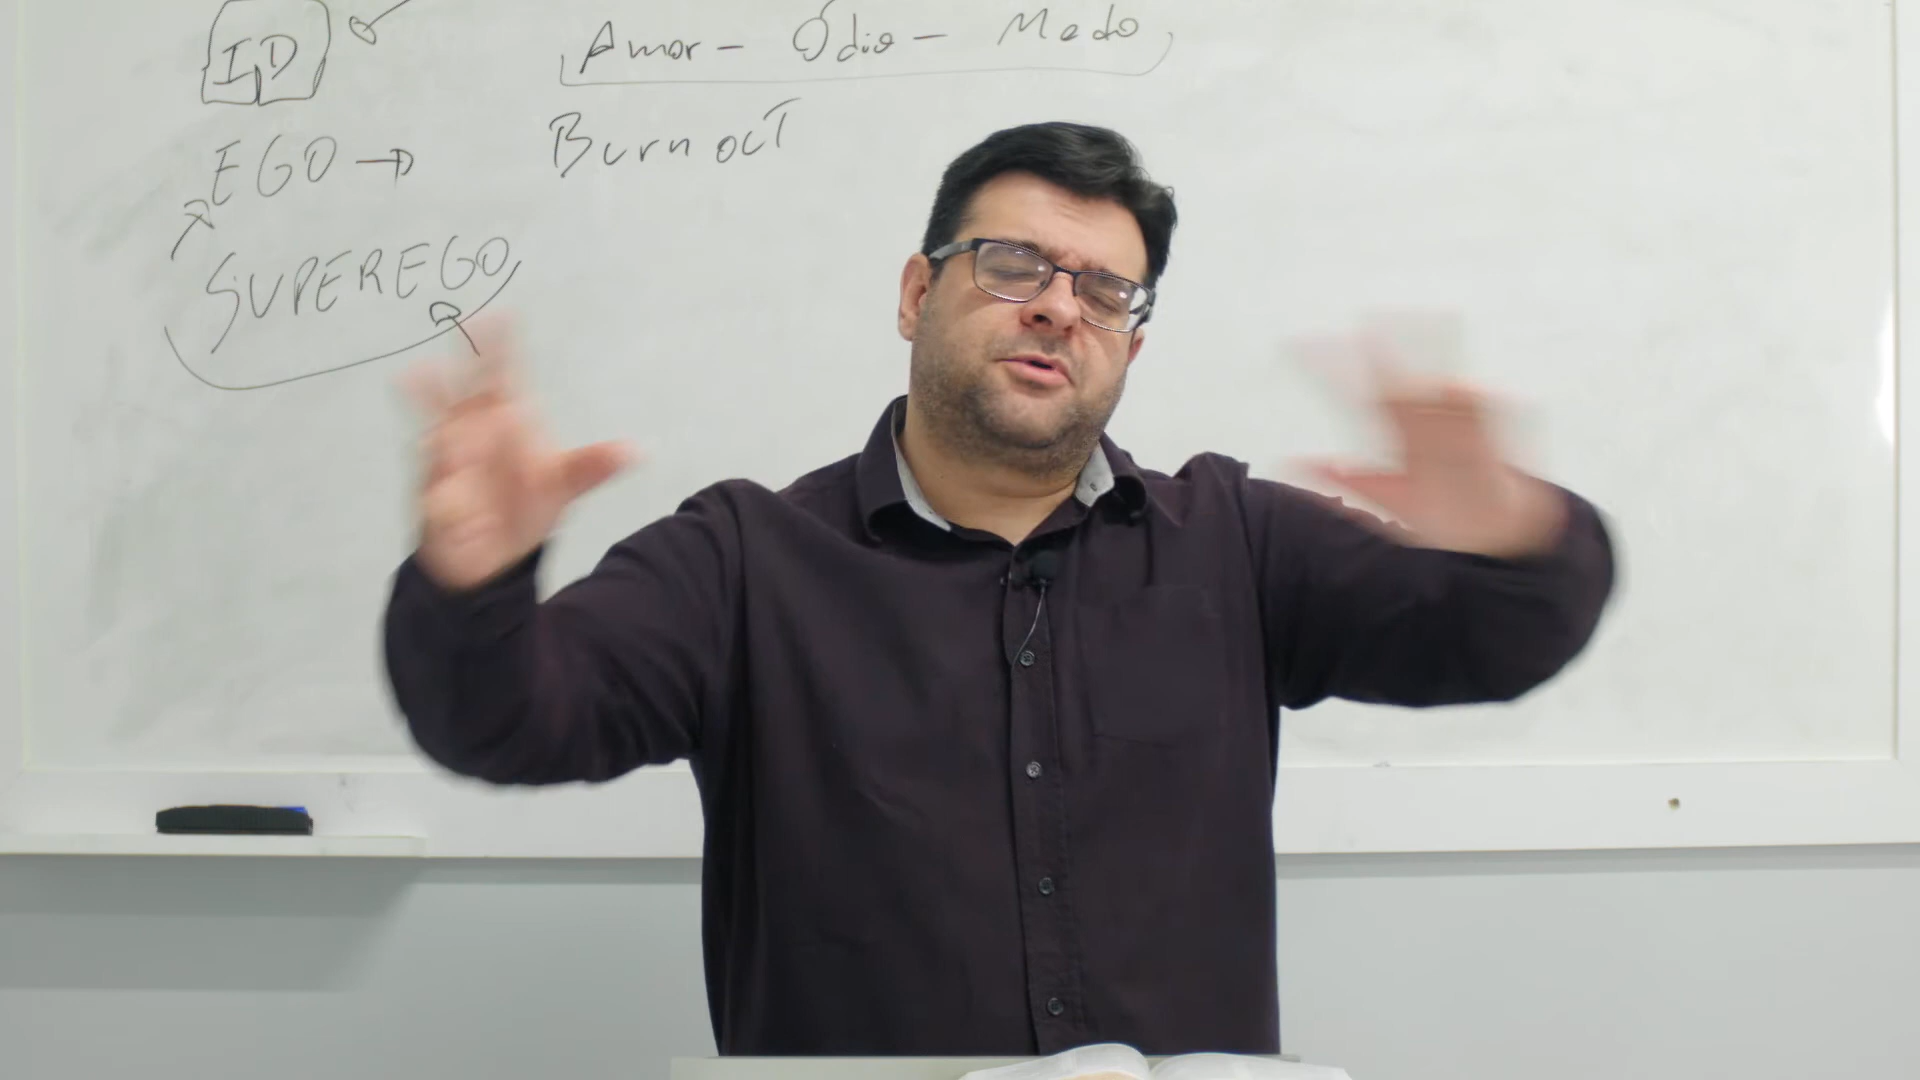 ID
Amor - Ódio - Medo
EGO →
Burnout
SUPEREGO